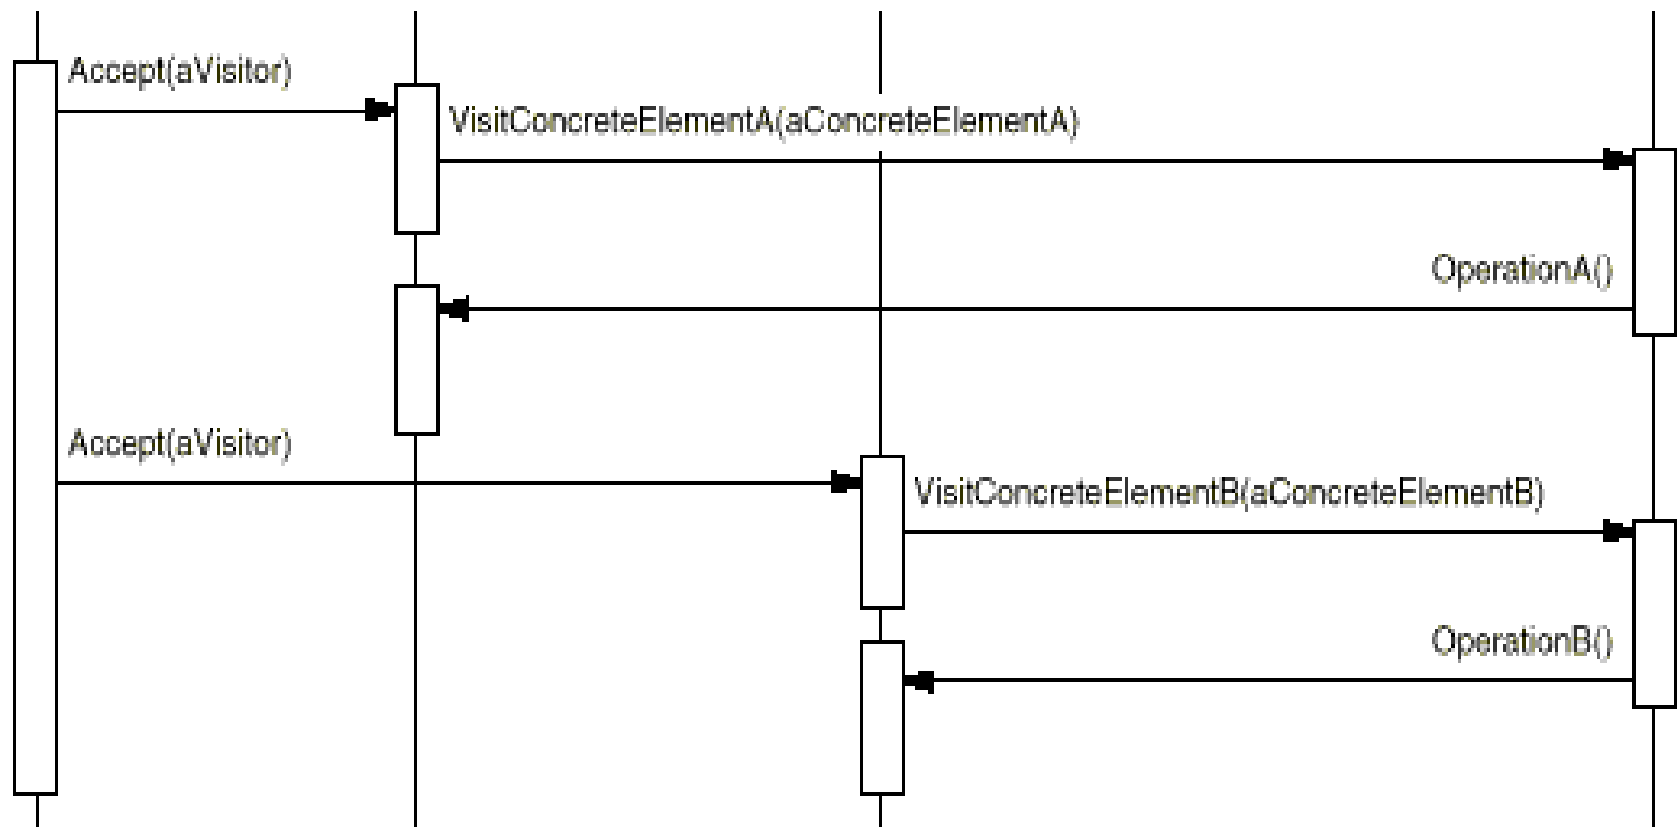 Accept(aVisitor)
VisitConcreteElementA(aConcreteElementA)
OperationA()
Accept(aVisitor)
VisitConcreteElementB(aConcreteElementB)
OperationB()